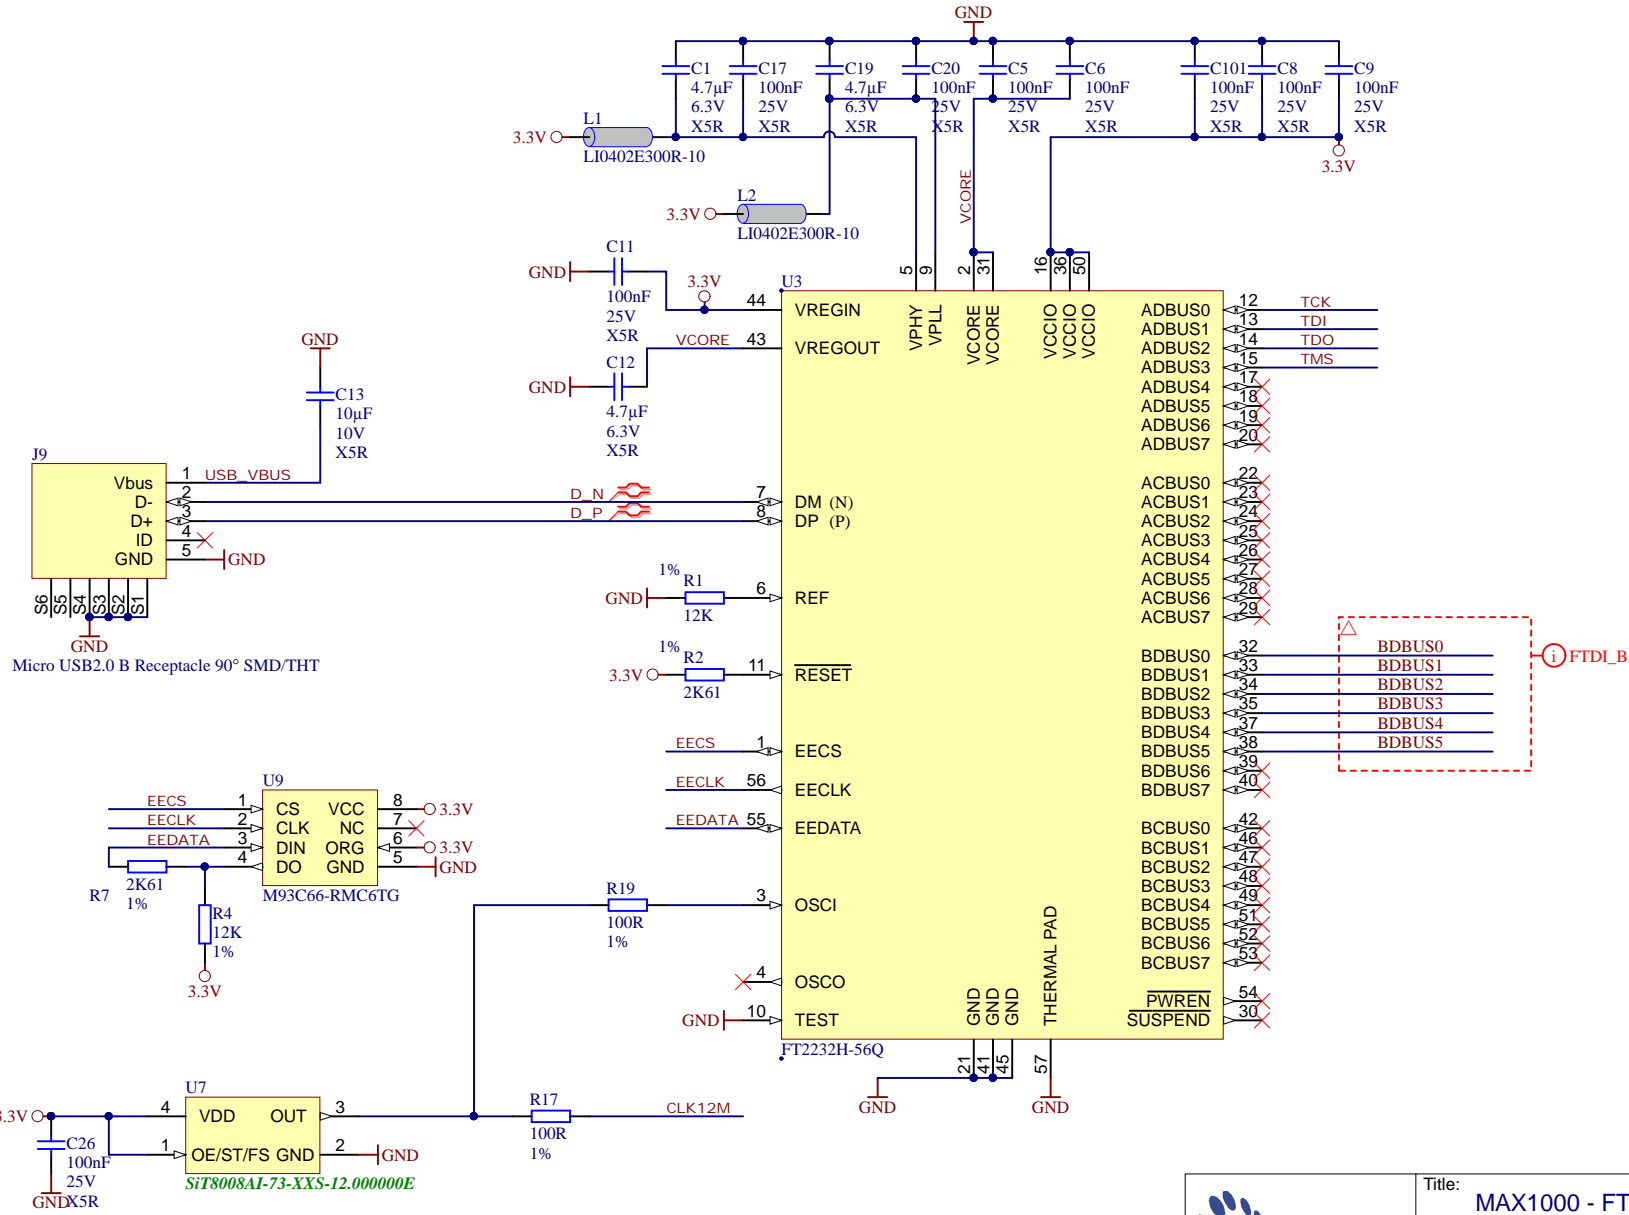 GND
C1
4.7µF
6.3V
X5R
C17
100nF
25V
X5R
C19
4.7µF
6.3V
X5R
C20
100nF
25V
X5R
C5
100nF
25V
X5R
C6
100nF
25V
X5R
C101
100nF
25V
X5R
C8
100nF
25V
X5R
C9
100nF
25V
X5R
3.3V
L1
LI0402E300R-10
3.3V
L2
LI0402E300R-10
3.3V
VCORE
C11
GND
100nF
25V
X5R
3.3V
VCORE
C12
GND
4.7µF
6.3V
X5R
GND
C13
10µF
10V
X5R
J9
Vbus 1 USB_VBUS
D- 2
D+ 3
ID 4
GND 5 GND
S6 S5 S4 S3 S2 S1
GND
Micro USB2.0 B Receptacle 90° SMD/THT
D_N
D_P
1%
R1
GND
12K
1%
R2
3.3V
2K61
EECS
EECLK
EEDATA
U3
5 9 2 31 16 36 50
VPHY VPLL VCORE VCORE VCCIO VCCIO VCCIO
44 VREGIN
43 VREGOUT
7 DM (N)
8 DP (P)
6 REF
11 RESET
1 EECS
56 EECLK
55 EEDATA
3 OSCI
4 OSCO
GND 10 TEST
ADBUS0 12 TCK
ADBUS1 13 TDI
ADBUS2 14 TDO
ADBUS3 15 TMS
ADBUS4 17
ADBUS5 18
ADBUS6 19
ADBUS7 20
ACBUS0 22
ACBUS1 23
ACBUS2 24
ACBUS3 25
ACBUS4 26
ACBUS5 27
ACBUS6 28
ACBUS7 29
BDBUS0 32 BDBUS0
BDBUS1 33 BDBUS1
BDBUS2 34 BDBUS2
BDBUS3 35 BDBUS3
BDBUS4 37 BDBUS4
BDBUS5 38 BDBUS5
BDBUS6 39
BDBUS7 40
i FTDI_B
BCBUS0 42
BCBUS1 46
BCBUS2 47
BCBUS3 48
BCBUS4 49
BCBUS5 51
BCBUS6 52
BCBUS7 53
PWREN 54
SUSPEND 30
GND GND GND THERMAL PAD
21 41 45 57
FT2232H-56Q
GND
GND
U9
EECS 1 CS
EECLK 2 CLK
EEDATA 3 DIN
4 DO
VCC 8 3.3V
NC 7
ORG 6 3.3V
GND 5 GND
M93C66-RMC6TG
R7
2K61
1%
R4
12K
1%
3.3V
R19
100R
1%
U7
4 VDD
1 OE/ST/FS
OUT 3
GND 2 GND
SiT8008AI-73-XXS-12.000000E
C26
100nF
25V
X5R
GND
R17
100R
1%
CLK12M
Title:
MAX1000 - FT